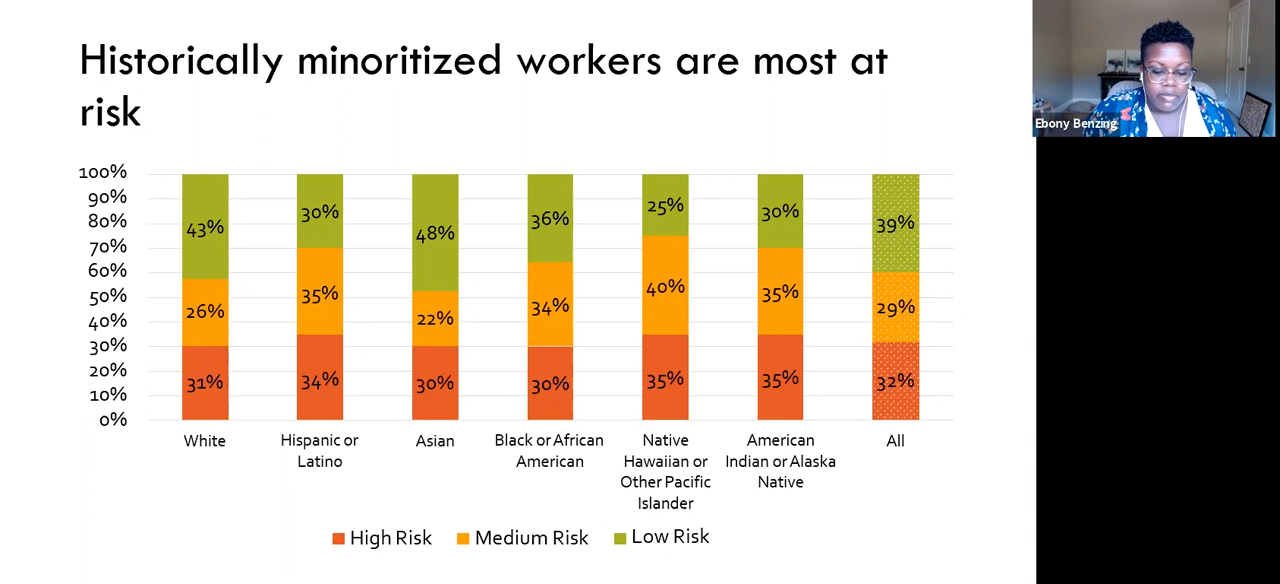 Historically minoritized workers are most at
risk
Ebony Benzing
100%
90%
80%
70%
60%
50%
40%
30%
20%
10%
0%
43% 30% 48% 36% 25% 30% 39%
26% 35% 22% 34% 40% 35% 29%
31% 34% 30% 30% 35% 35% 32%
White
Hispanic or
Latino
Asian
Black or African
American
Native
Hawaiian or
Other Pacific
Islander
American
Indian or Alaska
Native
All
High Risk Medium Risk Low Risk